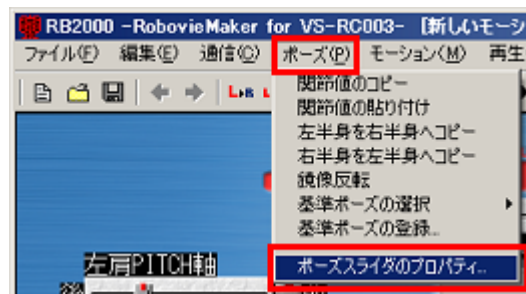 RB2000 -RobovieMaker for VS-RC003- [新しいモーシ
ファイル(F) 編集(E) 通信(C) ポーズ(P) モーション(M) 再生
関節値のコピー
関節値の貼り付け
左半身を右半身へコピー
右半身を左半身へコピー
鏡像反転
基準ポーズの選択
基準ポーズの登録...
ポーズスライダのプロパティ...
左肩PITCH軸